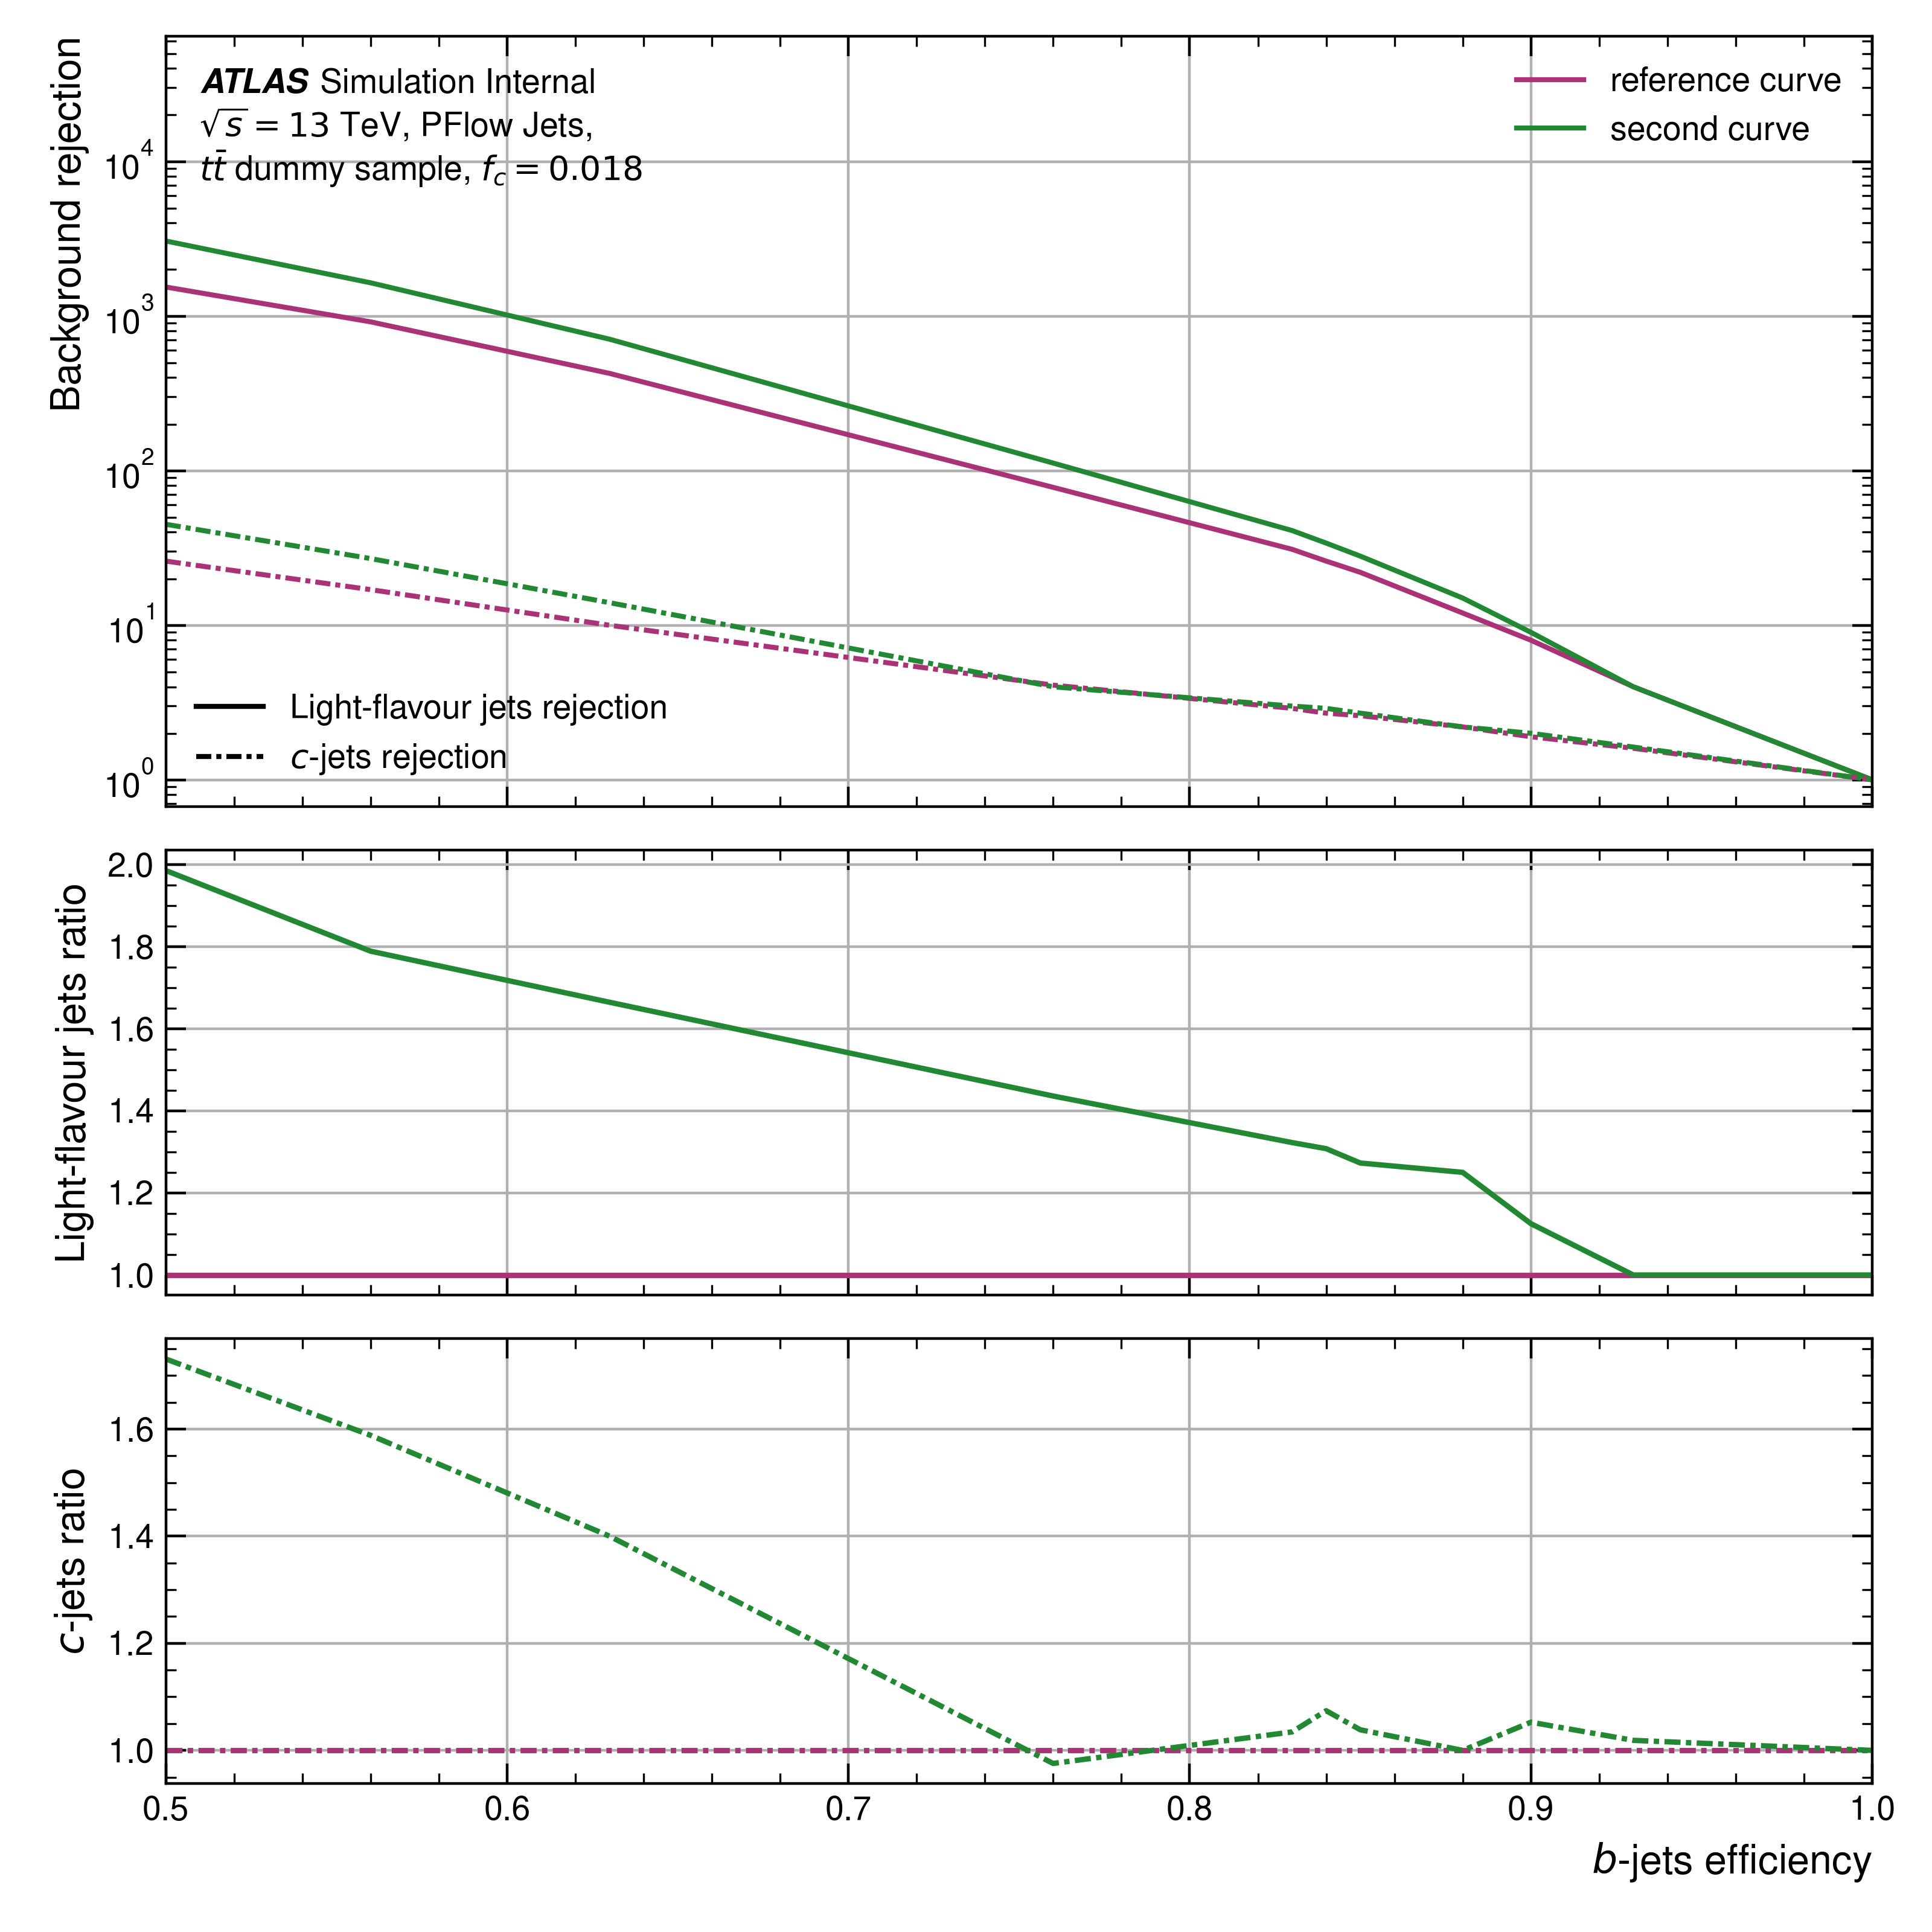 Background rejection
ATLAS Simulation Internal
√s = 13 TeV, PFlow Jets,
tt̄ dummy sample, f_c = 0.018
reference curve
second curve
10^4
10^3
10^2
10^1
10^0
Light-flavour jets rejection
c-jets rejection
Light-flavour jets ratio
2.0
1.8
1.6
1.4
1.2
1.0
c-jets ratio
1.6
1.4
1.2
1.0
0.5 0.6 0.7 0.8 0.9 1.0
b-jets efficiency